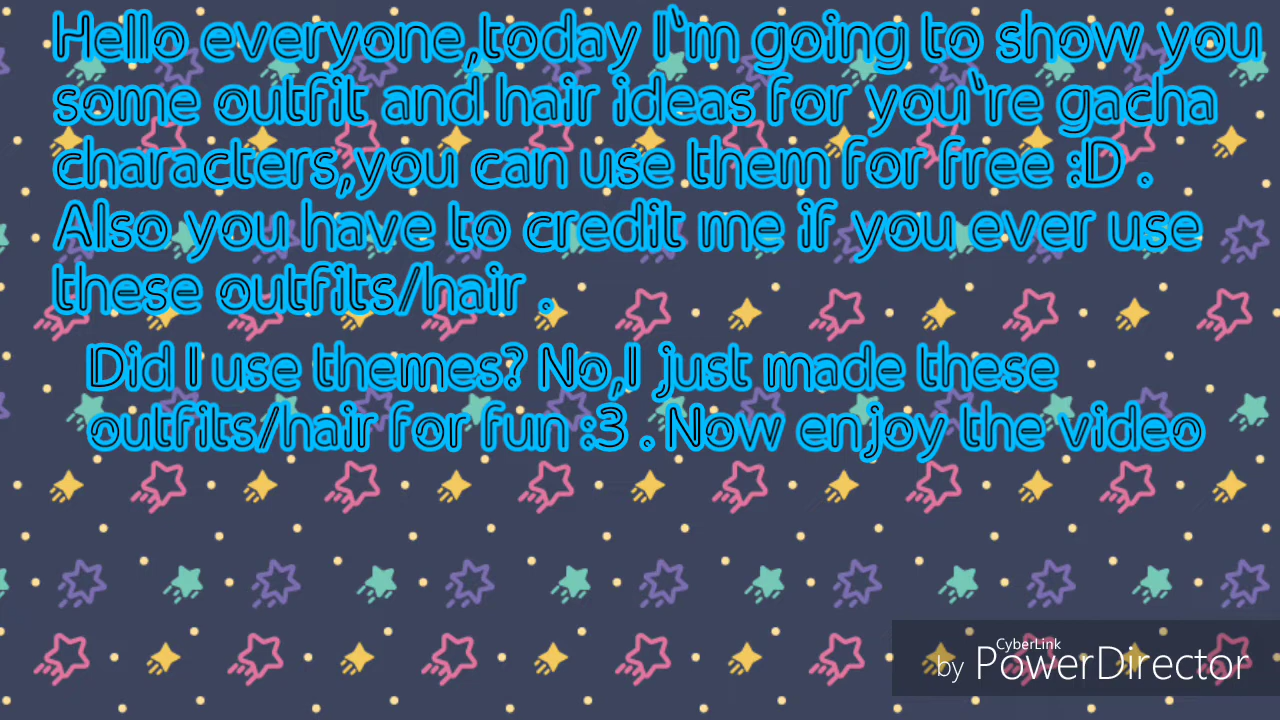 Hello everyone,today I'm going to show you
some outfit and hair ideas for you're gacha
characters,you can use them for free :D .
Also you have to credit me if you ever use
these outfits/hair .
Did I use themes? No,I just made these
outfits/hair for fun :3 . Now enjoy the video
CyberLink
by PowerDirector